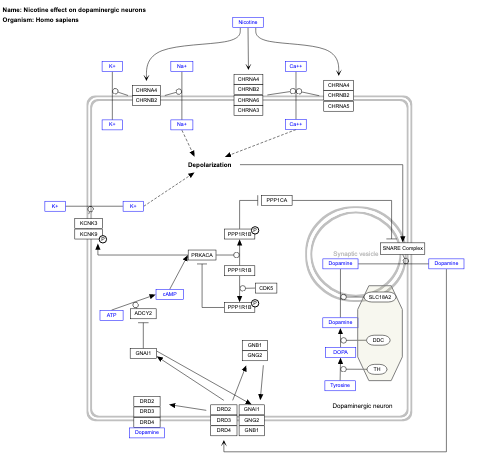 Name: Nicotine effect on dopaminergic neurons
Organism: Homo sapiens
Nicotine
K+
Na+
Ca++
CHRNA4
CHRNB2
CHRNA4
CHRNB2
CHRNA6
CHRNA3
CHRNA4
CHRNB2
CHRNA5
K+
Na+
Ca++
Depolarization
K+
K+
PPP1CA
KCNK3
KCNK9
P
PPP1R1B
P
SNARE Complex
Synaptic vesicle
PRKACA
Dopamine
Dopamine
PPP1R1B
CDK5
cAMP
SLC18A2
PPP1R1B
P
ATP
ADCY2
Dopamine
DDC
GNAI1
GNB1
GNG2
DOPA
TH
Tyrosine
DRD2
DRD3
DRD4
Dopamine
DRD2
DRD3
DRD4
GNAI1
GNG2
GNB1
Dopaminergic neuron